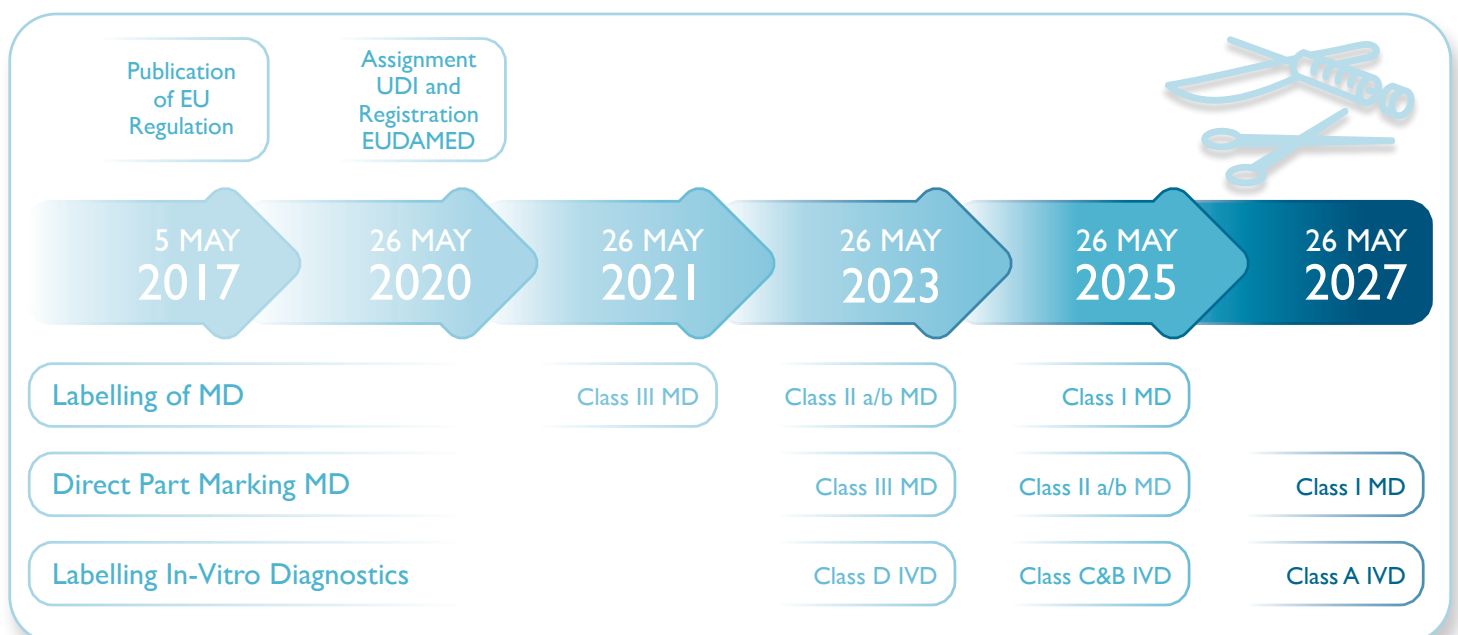 Publication
of EU
Regulation
Assignment
UDI and
Registration
EUDAMED
5 MAY
2017
26 MAY
2020
26 MAY
2021
26 MAY
2023
26 MAY
2025
26 MAY
2027
Labelling of MD
Class III MD
Class II a/b MD
Class I MD
Direct Part Marking MD
Class III MD
Class II a/b MD
Class I MD
Labelling In-Vitro Diagnostics
Class D IVD
Class C&B IVD
Class A IVD